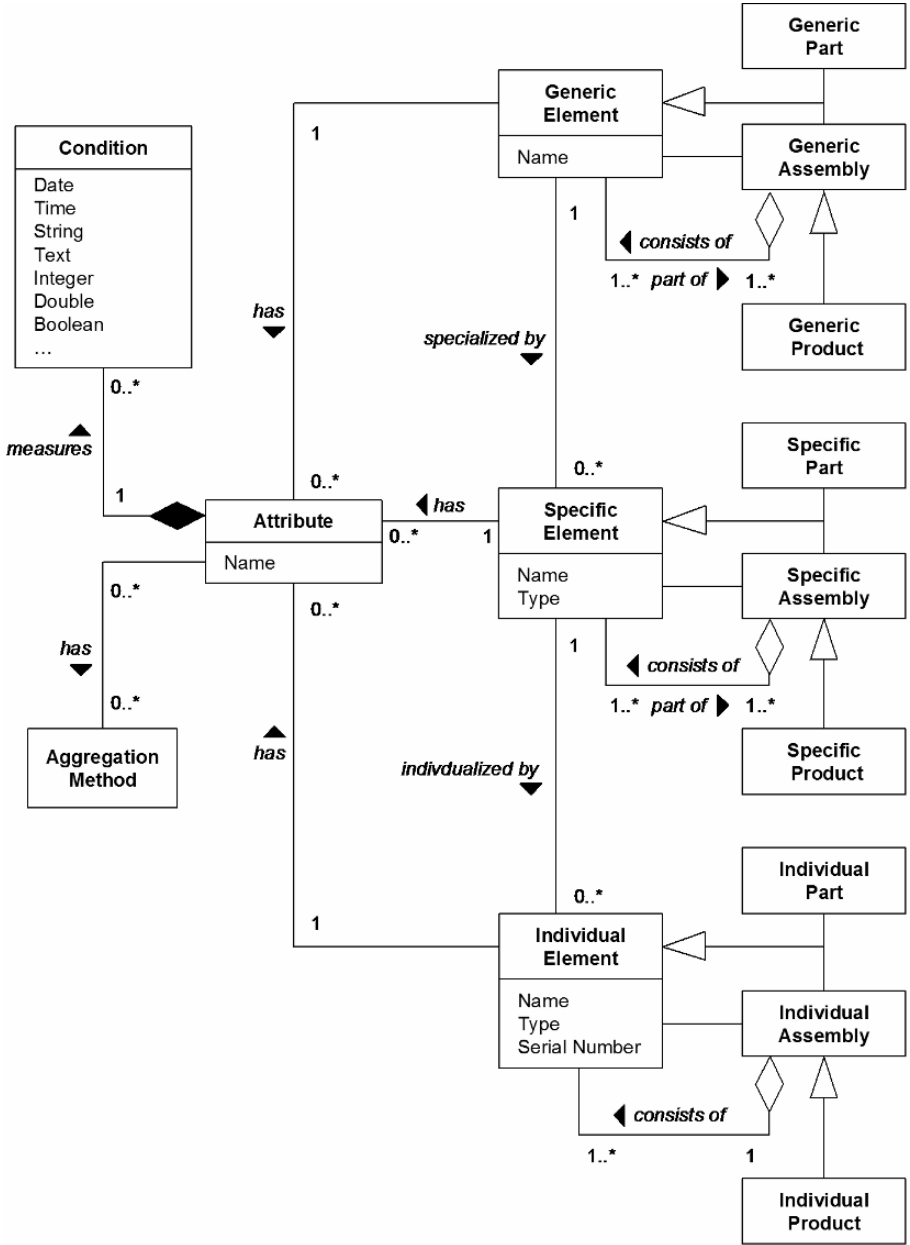 Generic
Part
Generic
Element
Name
Generic
Assembly
1
1
consists of
1..* part of 1..*
Generic
Product
Condition
Date
Time
String
Text
Integer
Double
Boolean
...
0..*
measures
1
has
specialized by
0..*
0..*
Specific
Part
Attribute
Name
has
0..*
1
Specific
Element
Name
Type
Specific
Assembly
0..*
0..*
1
consists of
1..* part of 1..*
has
0..*
Aggregation
Method
has
indivdualized by
Specific
Product
0..*
1
Individual
Part
Individual
Element
Name
Type
Serial Number
Individual
Assembly
consists of
1..* 1
Individual
Product